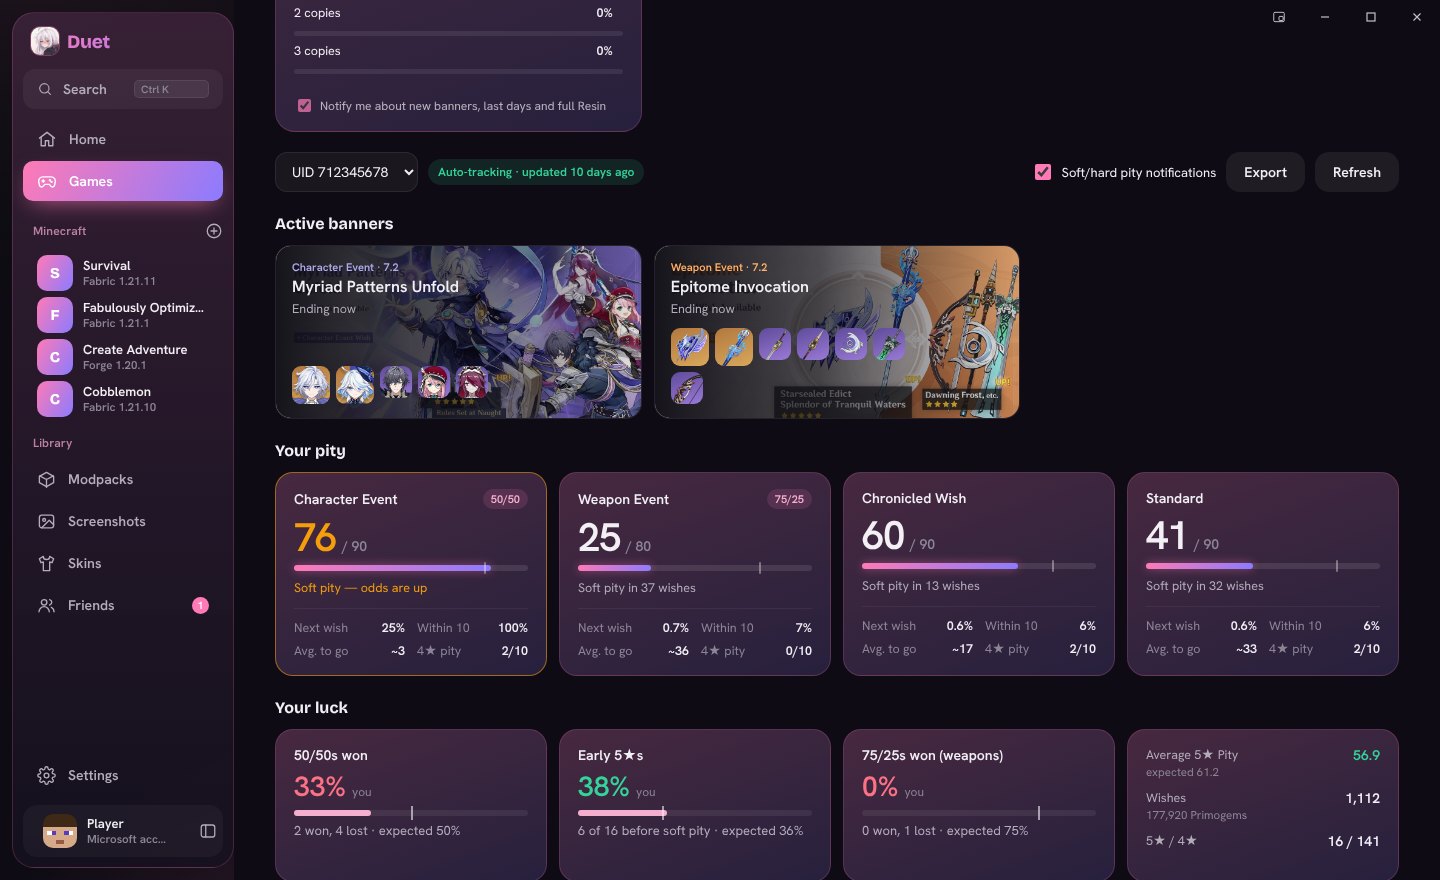 Duet
Search
Ctrl K
Home
Games
Minecraft
S
Survival
Fabric 1.21.11
F
Fabulously Optimiz...
Fabric 1.21.1
C
Create Adventure
Forge 1.20.1
C
Cobblemon
Fabric 1.21.10
Library
Modpacks
Screenshots
Skins
Friends
1
Settings
Player
Microsoft acc...
2 copies
0%
3 copies
0%
Notify me about new banners, last days and full Resin
UID 712345678
Auto-tracking · updated 10 days ago
Soft/hard pity notifications
Export
Refresh
Active banners
Character Event · 7.2
Myriad Patterns Unfold
Ending now
Character Event Wish
UP!
Rules Set at Naught
Weapon Event · 7.2
Epitome Invocation
Ending now
Starsealed Edict
Splendor of Tranquil Waters
UP!
Dawning Frost, etc.
UP!
Your pity
Character Event
50/50
76 / 90
Soft pity — odds are up
Next wish 25% Within 10 100%
Avg. to go ~3 4★ pity 2/10
Weapon Event
75/25
25 / 80
Soft pity in 37 wishes
Next wish 0.7% Within 10 7%
Avg. to go ~36 4★ pity 0/10
Chronicled Wish
60 / 90
Soft pity in 13 wishes
Next wish 0.6% Within 10 6%
Avg. to go ~17 4★ pity 2/10
Standard
41 / 90
Soft pity in 32 wishes
Next wish 0.6% Within 10 6%
Avg. to go ~33 4★ pity 2/10
Your luck
50/50s won
33% you
2 won, 4 lost · expected 50%
Early 5★s
38% you
6 of 16 before soft pity · expected 36%
75/25s won (weapons)
0% you
0 won, 1 lost · expected 75%
Average 5★ Pity 56.9
expected 61.2
Wishes 1,112
177,920 Primogems
5★ / 4★ 16 / 141